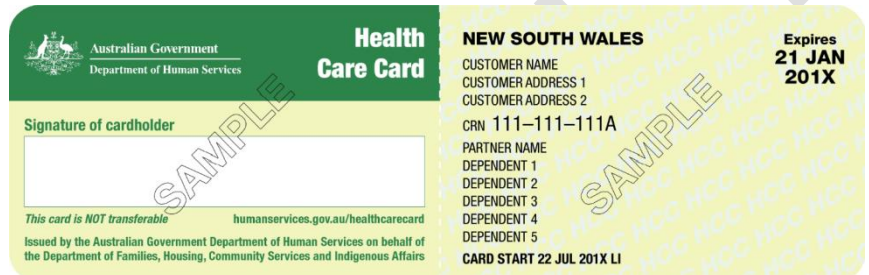 Australian Government
Department of Human Services
Health
Care Card
Signature of cardholder
SAMPLE
This card is NOT transferable
humanservices.gov.au/healthcarecard
Issued by the Australian Government Department of Human Services on behalf of
the Department of Families, Housing, Community Services and Indigenous Affairs
NEW SOUTH WALES
Expires
21 JAN
201X
CUSTOMER NAME
CUSTOMER ADDRESS 1
CUSTOMER ADDRESS 2
CRN 111–111–111A
PARTNER NAME
DEPENDENT 1
DEPENDENT 2
DEPENDENT 3
DEPENDENT 4
DEPENDENT 5
SAMPLE
CARD START 22 JUL 201X LI
HCC HCC HCC